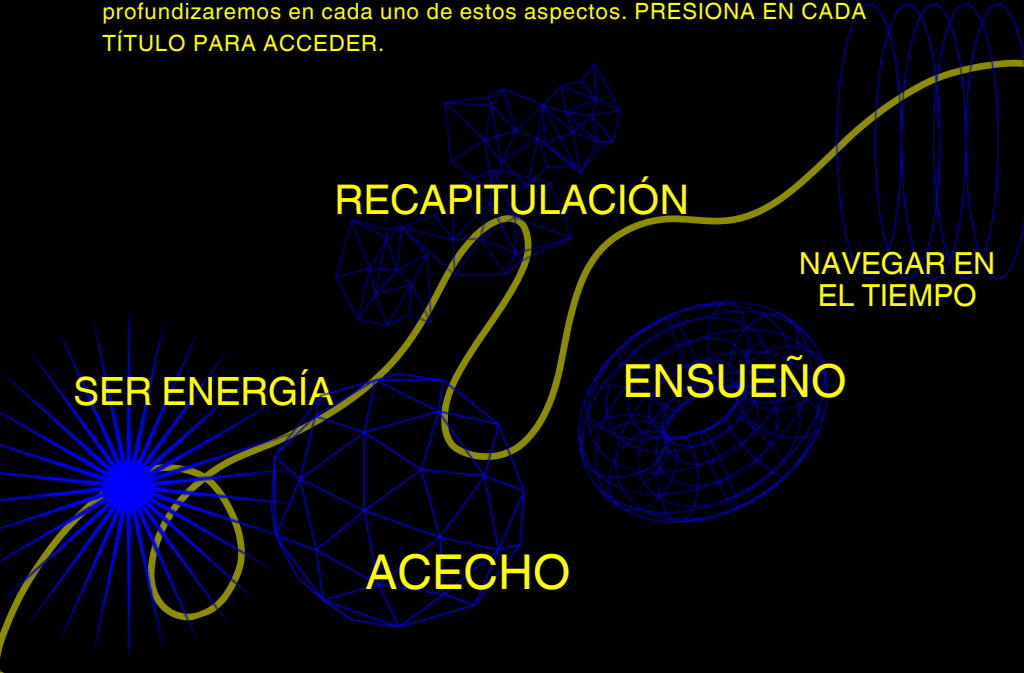 profundizaremos en cada uno de estos aspectos. PRESIONA EN CADA
TÍTULO PARA ACCEDER.
RECAPITULACIÓN
NAVEGAR EN
EL TIEMPO
SER ENERGÍA
ENSUEÑO
ACECHO